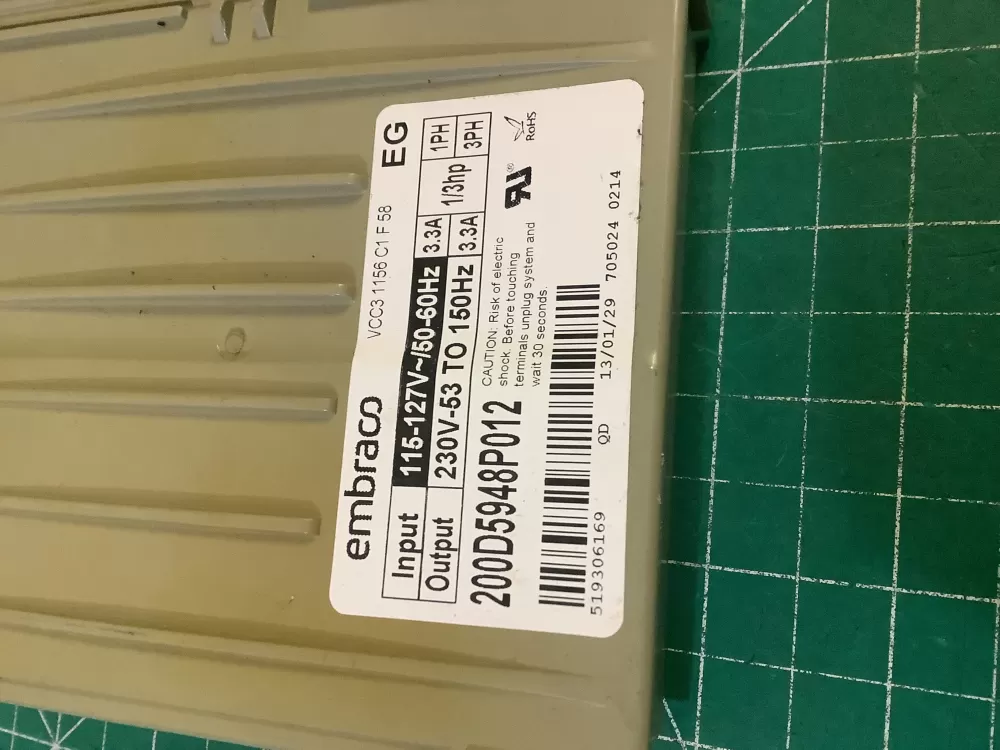 embraco
VCC3 1156 C1 F 58
EG
Input 115-127V~/50-60Hz 3.3A 1/3hp 1PH
Output 230V-53 TO 150Hz 3.3A 3PH
200D5948P012
CAUTION: Risk of electric
shock. Before touching
terminals unplug system and
wait 30 seconds.
RU®
RoHS
519306169 QD 13/01/29 705024 0214